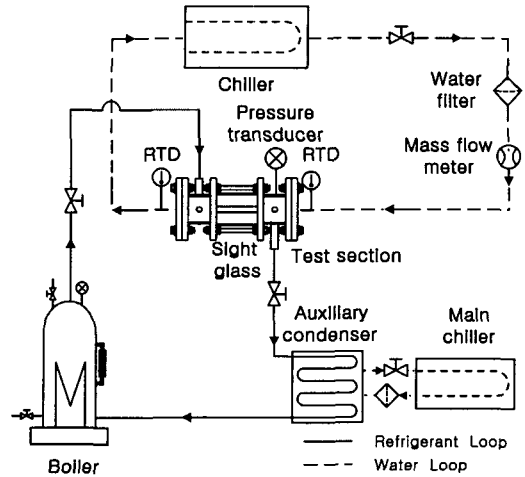 Chiller
Water
filter
Pressure
transducer
RTD
RTD
Mass flow
meter
Sight
glass
Test section
Auxiliary
condenser
Main
chiller
Boiler
Refrigerant Loop
Water Loop